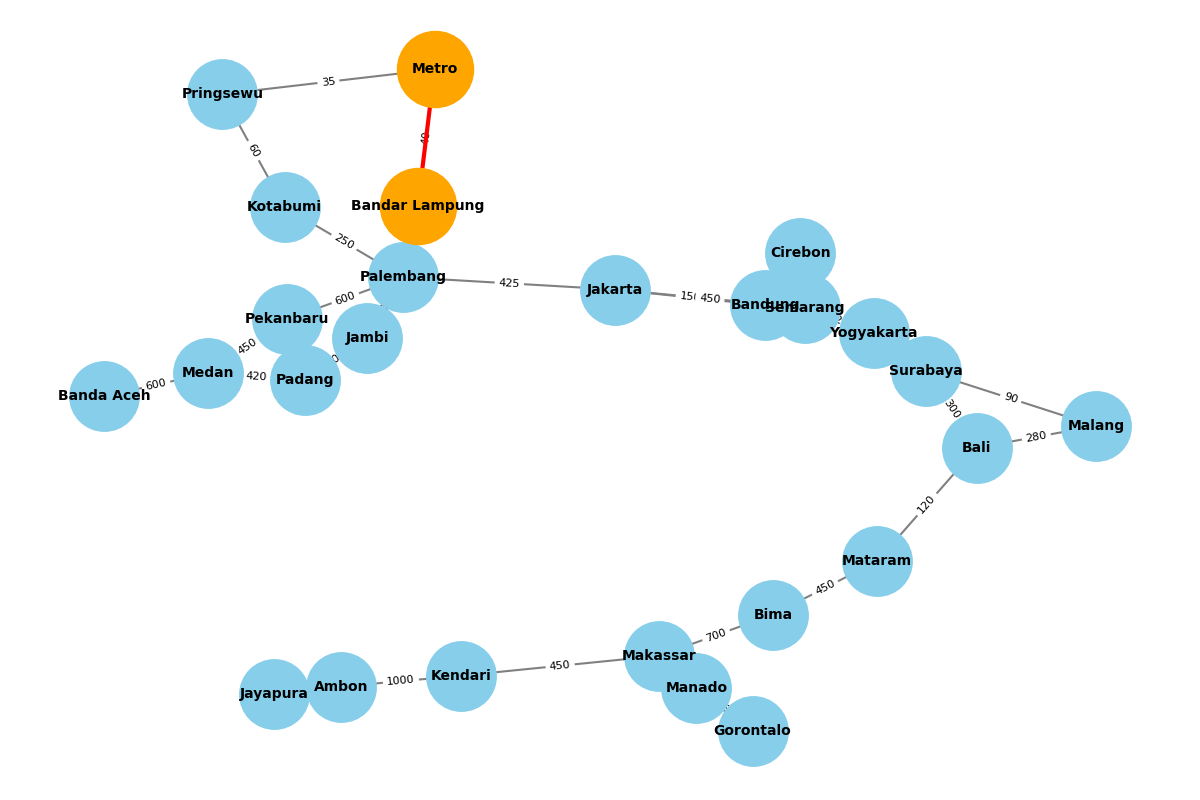 Metro
35
Pringsewu
40
60
Bandar Lampung
Kotabumi
250
Cirebon
Palembang
425
Jakarta
600
450
Bandung
Semarang
Pekanbaru
Yogyakarta
Jambi
450
Medan
420
Padang
Surabaya
600
Banda Aceh
90
300
Malang
280
Bali
120
Mataram
450
Bima
700
Makassar
450
Kendari
1000
Ambon
Manado
Jayapura
Gorontalo